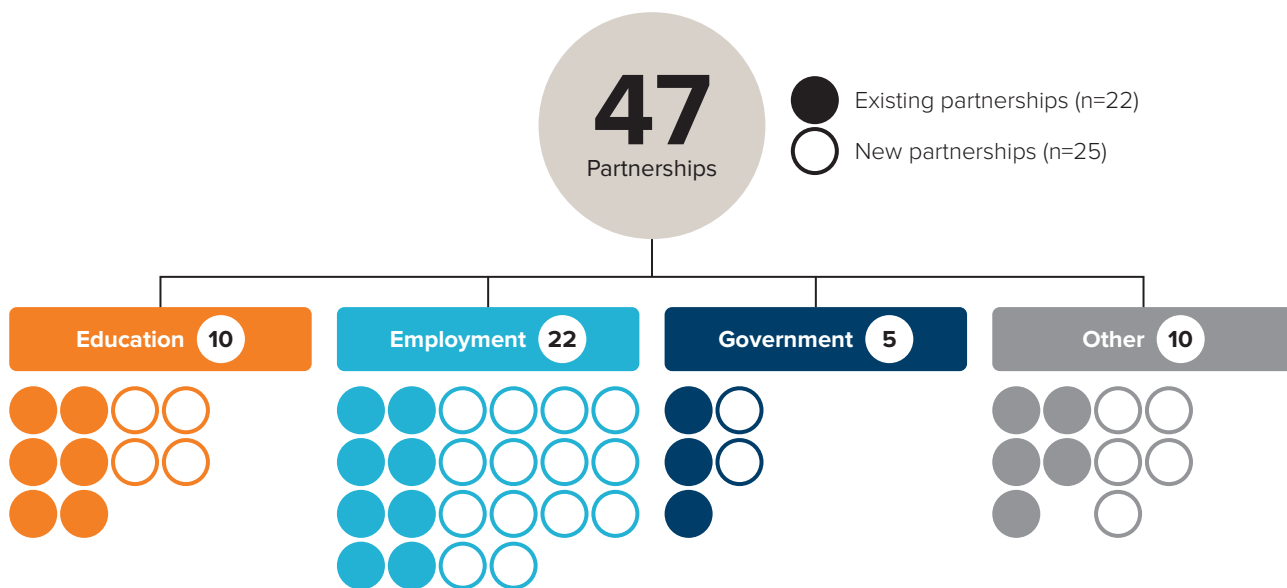 47
Partnerships
Existing partnerships (n=22)
New partnerships (n=25)
Education 10
Employment 22
Government 5
Other 10